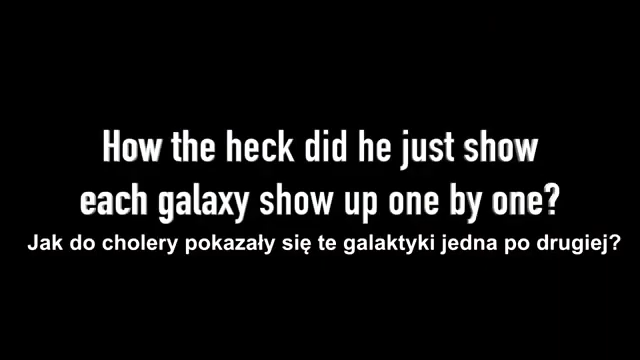 How the heck did he just show
each galaxy show up one by one?
Jak do cholery pokazały się te galaktyki jedna po drugiej?